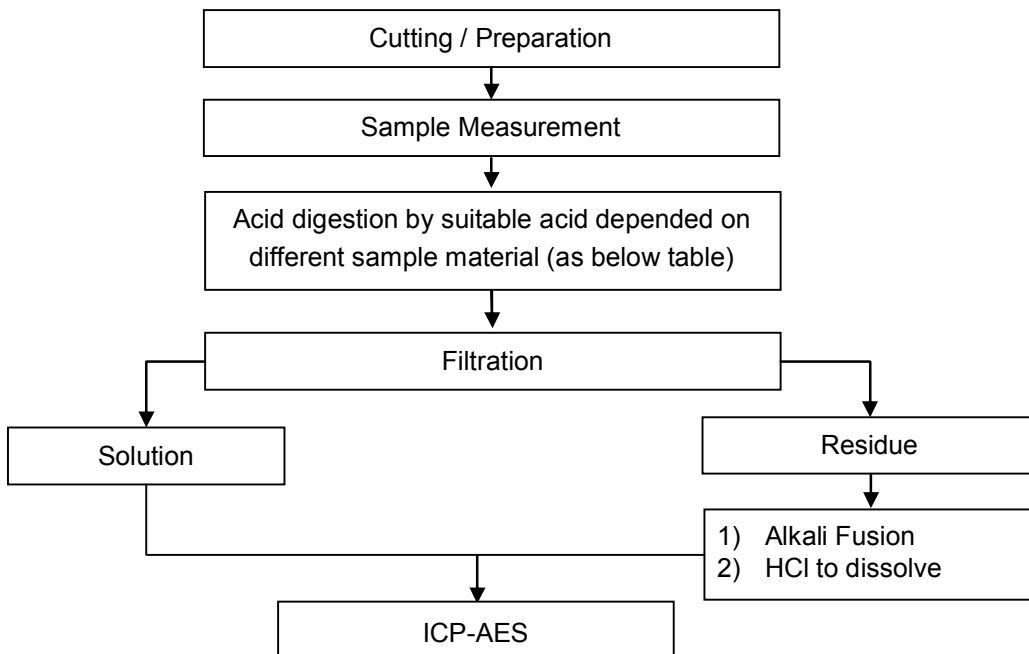 Cutting / Preparation
Sample Measurement
Acid digestion by suitable acid depended on
different sample material (as below table)
Filtration
Solution
Residue
1) Alkali Fusion
2) HCl to dissolve
ICP-AES